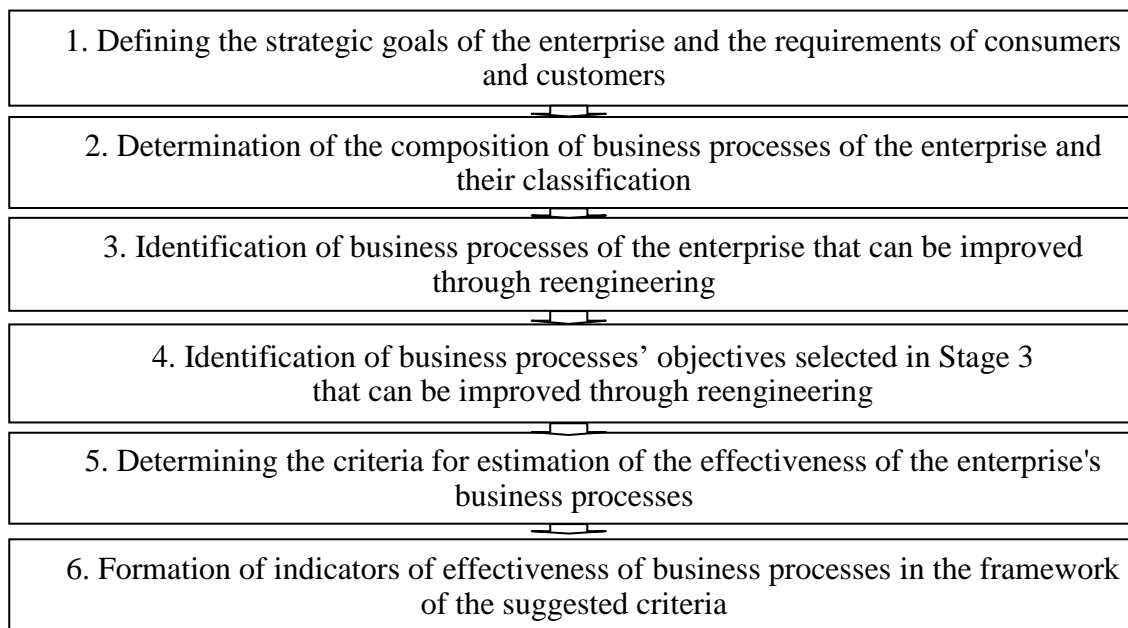 1. Defining the strategic goals of the enterprise and the requirements of consumers
and customers
2. Determination of the composition of business processes of the enterprise and
their classification
3. Identification of business processes of the enterprise that can be improved
through reengineering
4. Identification of business processes’ objectives selected in Stage 3
that can be improved through reengineering
5. Determining the criteria for estimation of the effectiveness of the enterprise's
business processes
6. Formation of indicators of effectiveness of business processes in the framework
of the suggested criteria